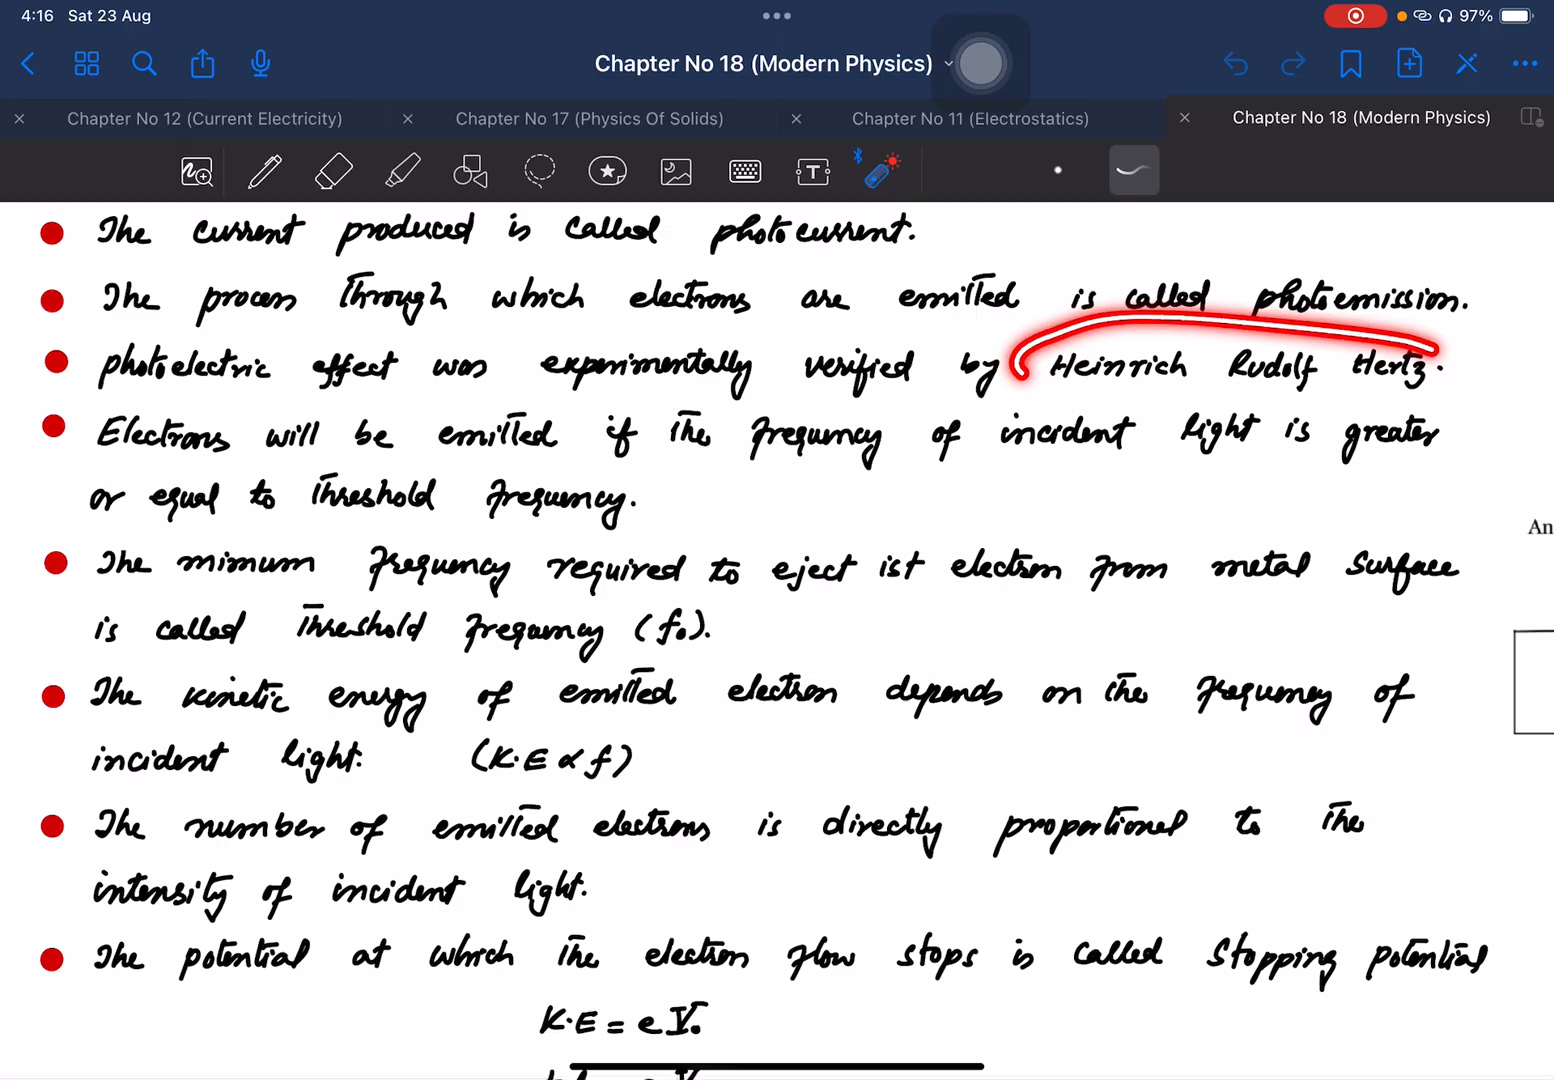 4:16 Sat 23 Aug
97%
Chapter No 18 (Modern Physics)
Chapter No 12 (Current Electricity)
Chapter No 17 (Physics Of Solids)
Chapter No 11 (Electrostatics)
Chapter No 18 (Modern Physics)
The current produced is called photocurrent.
The process through which electrons are emitted is called photoemission.
photoelectric effect was experimentally verified by Heinrich Rudolf Hertz.
Electrons will be emitted if the frequency of incident light is greater
or equal to threshold frequency.
An
The mimum frequency required to eject ist electron from metal surface
is called threshold frequency (f₀).
The kinetic energy of emitted electron depends on the frequency of
incident light. (K.E ∝ f)
The number of emitted electrons is directly proportional to the
intensity of incident light.
The potential at which the electron flow stops is called stopping potential
K.E = eV₀